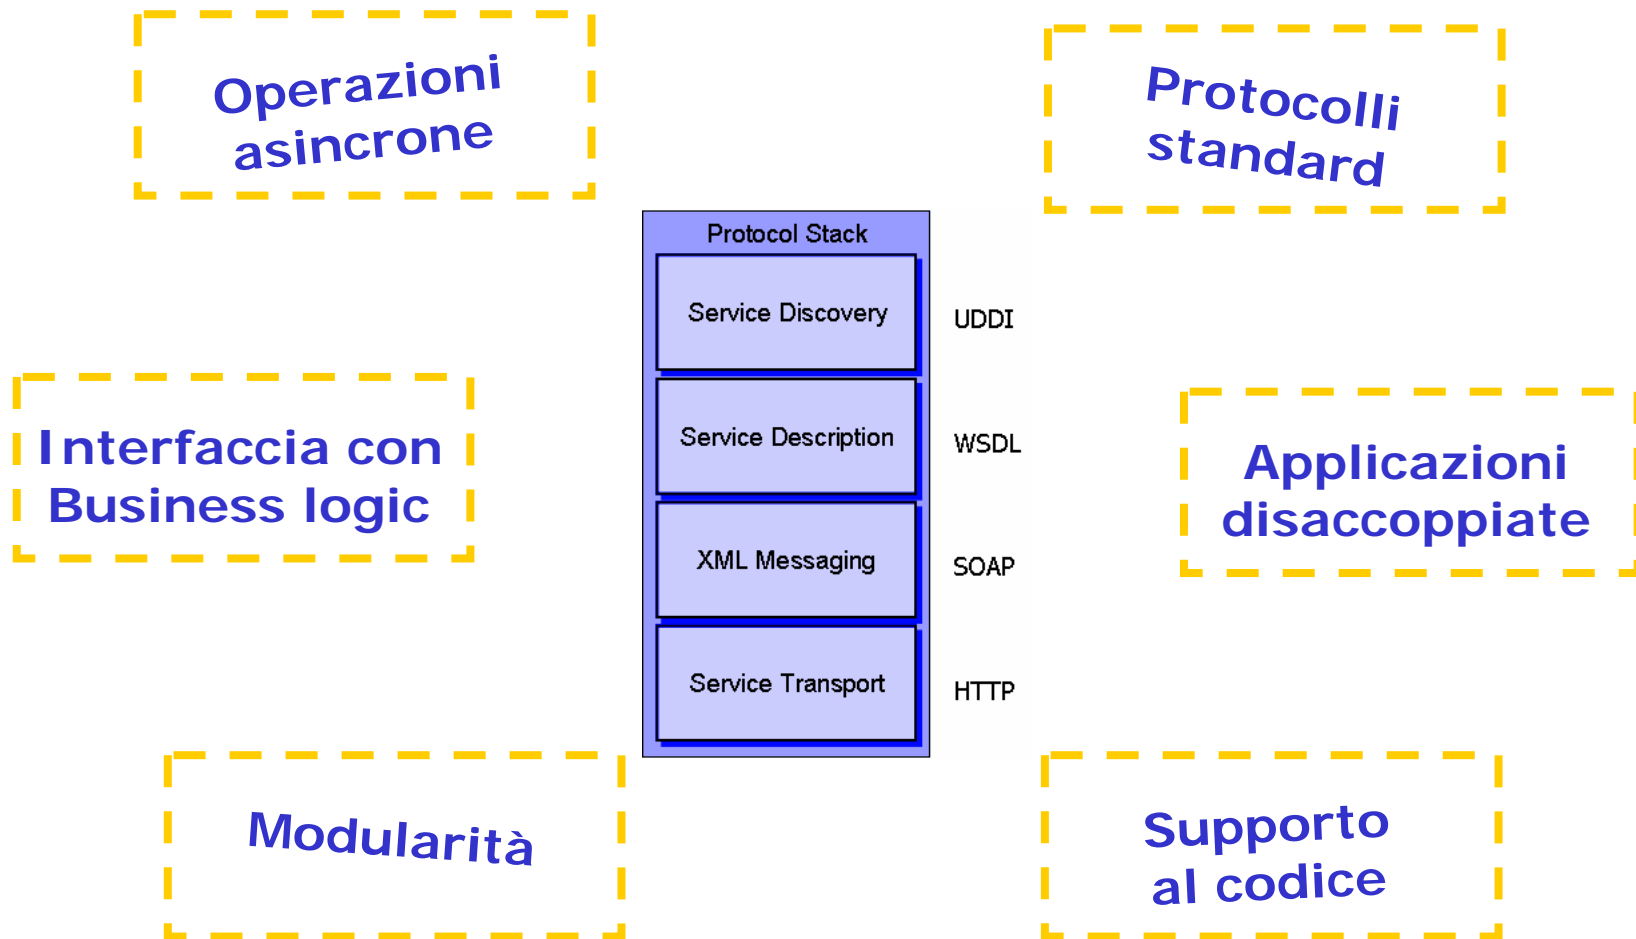 Operazioni
asincrone
Protocolli
standard
Protocol Stack
Service Discovery
UDDI
Interfaccia con
Business logic
Service Description
WSDL
Applicazioni
disaccoppiate
XML Messaging
SOAP
Service Transport
HTTP
Modularità
Supporto
al codice